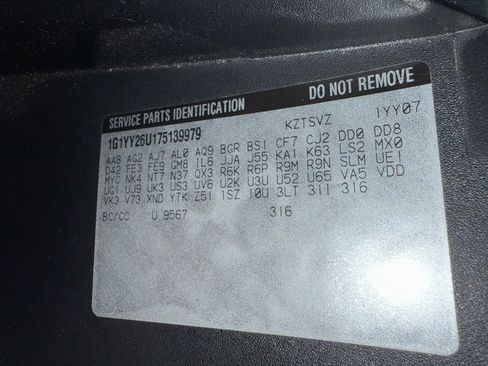 SERVICE PARTS IDENTIFICATION DO NOT REMOVE
1G1YY26U175139979 KZTSVZ 1YY07
AAB AG2 AJ7 AL0 AQ9 BGR BS1 CF7 CJ2 DD0 DD8
D42 FE3 FE9 GM8 IL6 JJA J55 KA1 K63 LS2 MX0
MYC NK4 NT7 N37 QX3 R6K R6P R9M R9N SLM UE1
UG1 UJ9 UK3 US3 UV6 U2K U3U U52 U65 VA5 VDD
VK3 V73 XND YTK Z51 1SZ 10U 3LT 31I 316
BC/CC U 9567 316